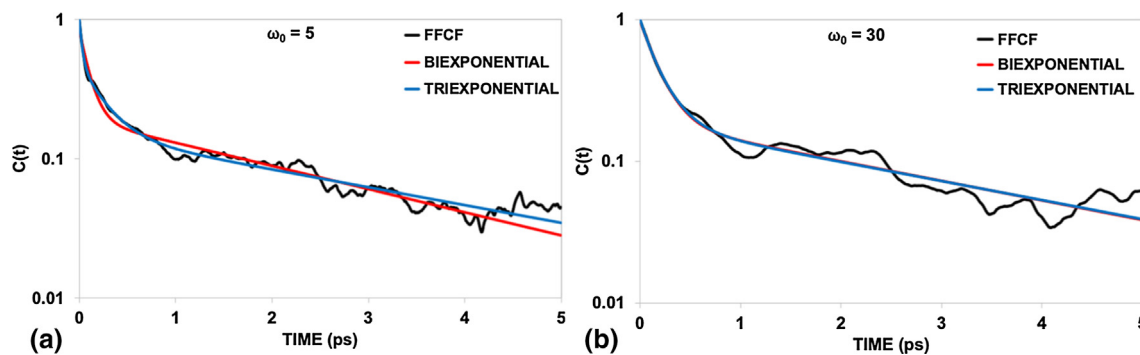 1
ω₀ = 5
FFCF
BIEXPONENTIAL
TRIEXPONENTIAL
C(t)
0.1
0.01
0 1 2 3 4 5
TIME (ps)
(a)
1
ω₀ = 30
FFCF
BIEXPONENTIAL
TRIEXPONENTIAL
C(t)
0.1
0.01
0 1 2 3 4 5
TIME (ps)
(b)